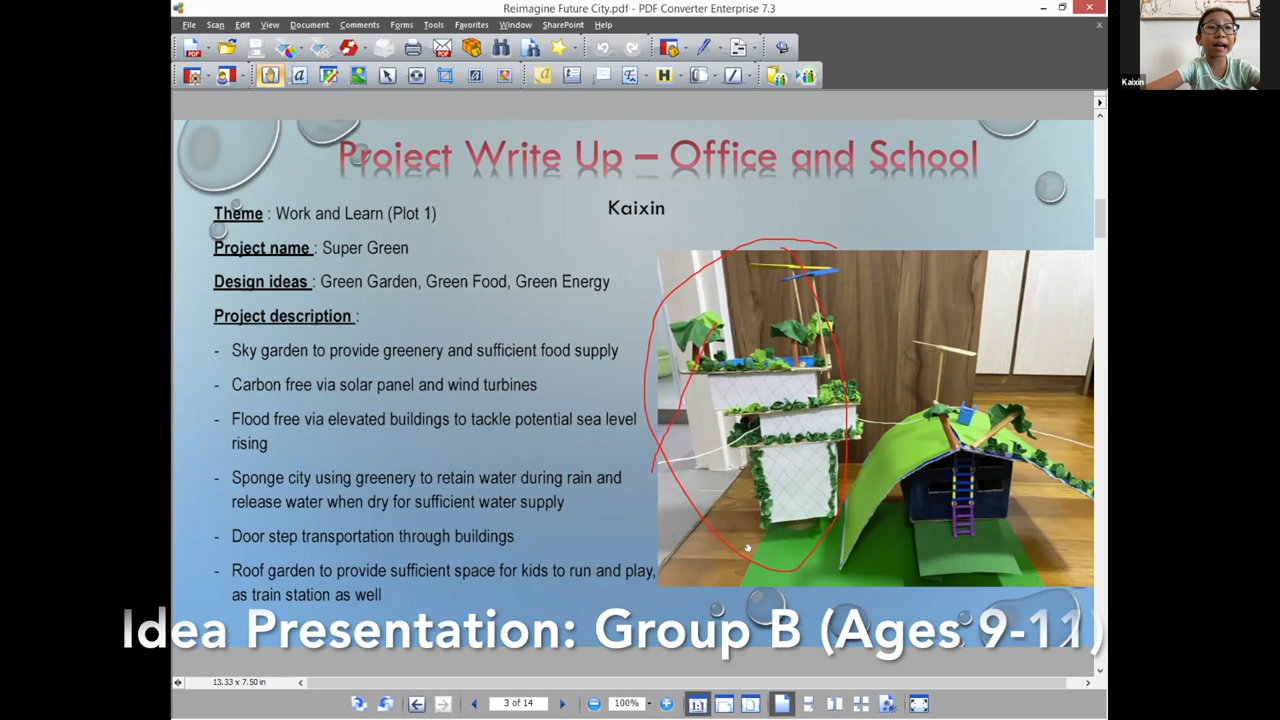 Reimagine Future City.pdf - PDF Converter Enterprise 7.3
File Scan Edit View Document Comments Forms Tools Favorites Window SharePoint Help
Kaixin
Project Write Up – Office and School
Kaixin
Theme : Work and Learn (Plot 1)
Project name : Super Green
Design ideas : Green Garden, Green Food, Green Energy
Project description :
- Sky garden to provide greenery and sufficient food supply
- Carbon free via solar panel and wind turbines
- Flood free via elevated buildings to tackle potential sea level
rising
- Sponge city using greenery to retain water during rain and
release water when dry for sufficient water supply
- Door step transportation through buildings
- Roof garden to provide sufficient space for kids to run and play,
as train station as well
Idea Presentation: Group B (Ages 9-11)
13.33 x 7.50 in
3 of 14
100%
1:1